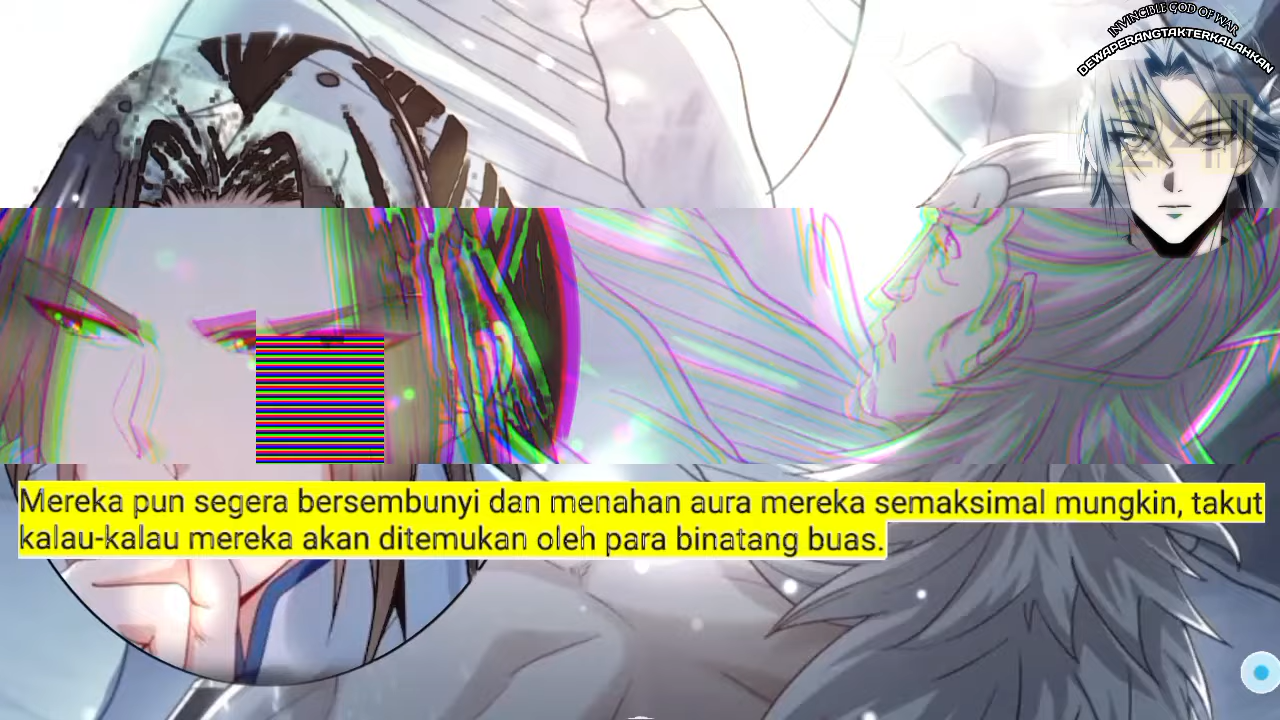 INVINCIBLE GOD OF WAR
DEWAPERANGTAKTERKALAHKAN
Mereka pun segera bersembunyi dan menahan aura mereka semaksimal mungkin, takut
kalau-kalau mereka akan ditemukan oleh para binatang buas.